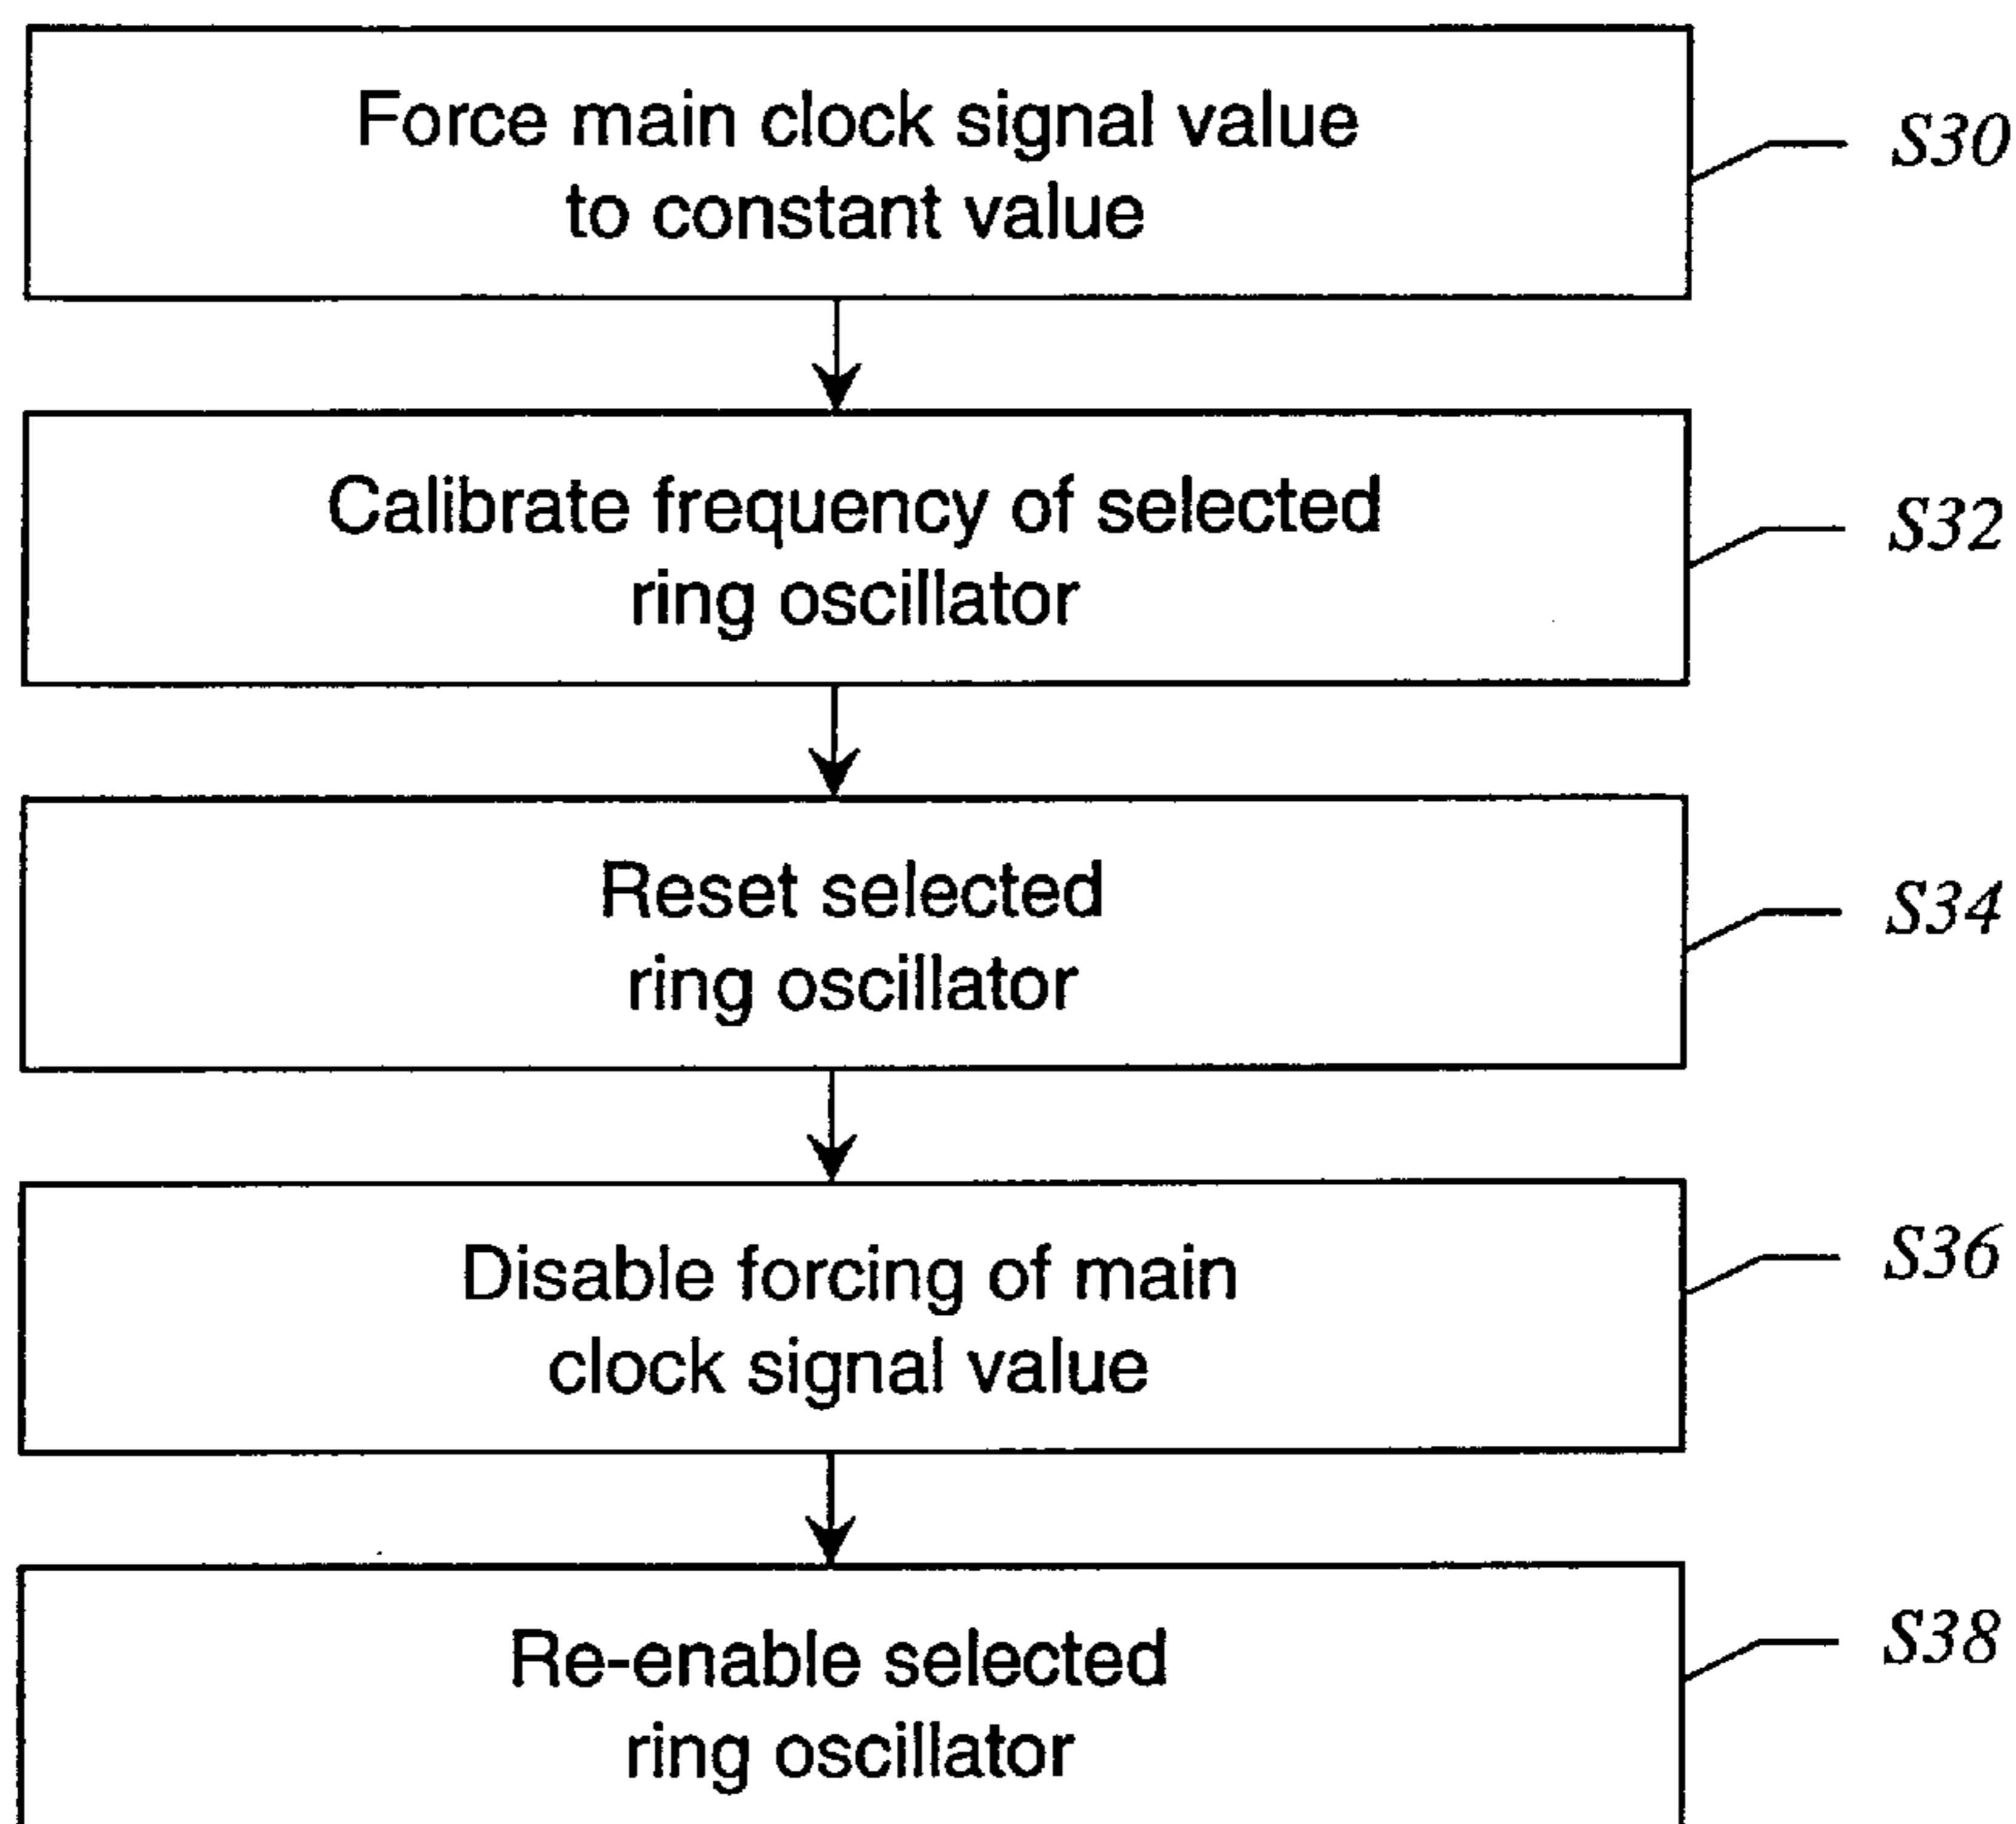 Force main clock signal value
to constant value
S30
Calibrate frequency of selected
ring oscillator
S32
Reset selected
ring oscillator
S34
Disable forcing of main
clock signal value
S36
Re-enable selected
ring oscillator
S38